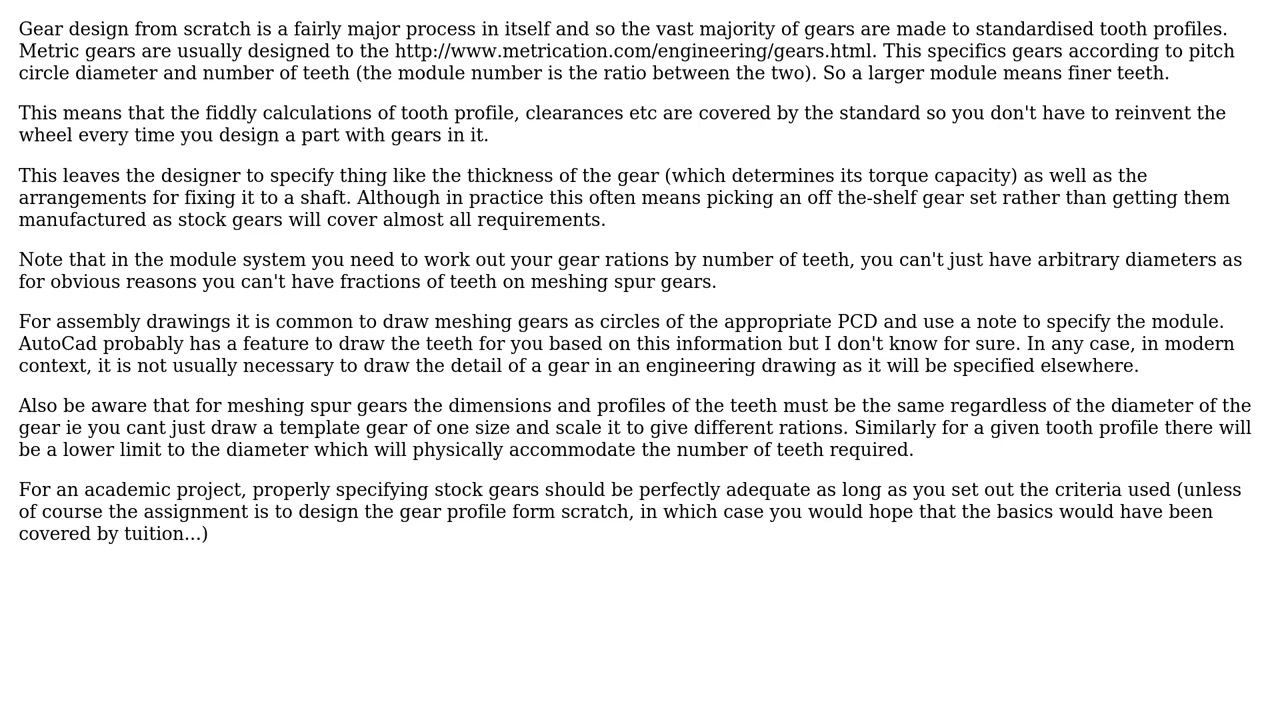 Gear design from scratch is a fairly major process in itself and so the vast majority of gears are made to standardised tooth profiles.
Metric gears are usually designed to the http://www.metrication.com/engineering/gears.html. This specifics gears according to pitch
circle diameter and number of teeth (the module number is the ratio between the two). So a larger module means finer teeth.
This means that the fiddly calculations of tooth profile, clearances etc are covered by the standard so you don't have to reinvent the
wheel every time you design a part with gears in it.
This leaves the designer to specify thing like the thickness of the gear (which determines its torque capacity) as well as the
arrangements for fixing it to a shaft. Although in practice this often means picking an off the-shelf gear set rather than getting them
manufactured as stock gears will cover almost all requirements.
Note that in the module system you need to work out your gear rations by number of teeth, you can't just have arbitrary diameters as
for obvious reasons you can't have fractions of teeth on meshing spur gears.
For assembly drawings it is common to draw meshing gears as circles of the appropriate PCD and use a note to specify the module.
AutoCad probably has a feature to draw the teeth for you based on this information but I don't know for sure. In any case, in modern
context, it is not usually necessary to draw the detail of a gear in an engineering drawing as it will be specified elsewhere.
Also be aware that for meshing spur gears the dimensions and profiles of the teeth must be the same regardless of the diameter of the
gear ie you cant just draw a template gear of one size and scale it to give different rations. Similarly for a given tooth profile there will
be a lower limit to the diameter which will physically accommodate the number of teeth required.
For an academic project, properly specifying stock gears should be perfectly adequate as long as you set out the criteria used (unless
of course the assignment is to design the gear profile form scratch, in which case you would hope that the basics would have been
covered by tuition...)